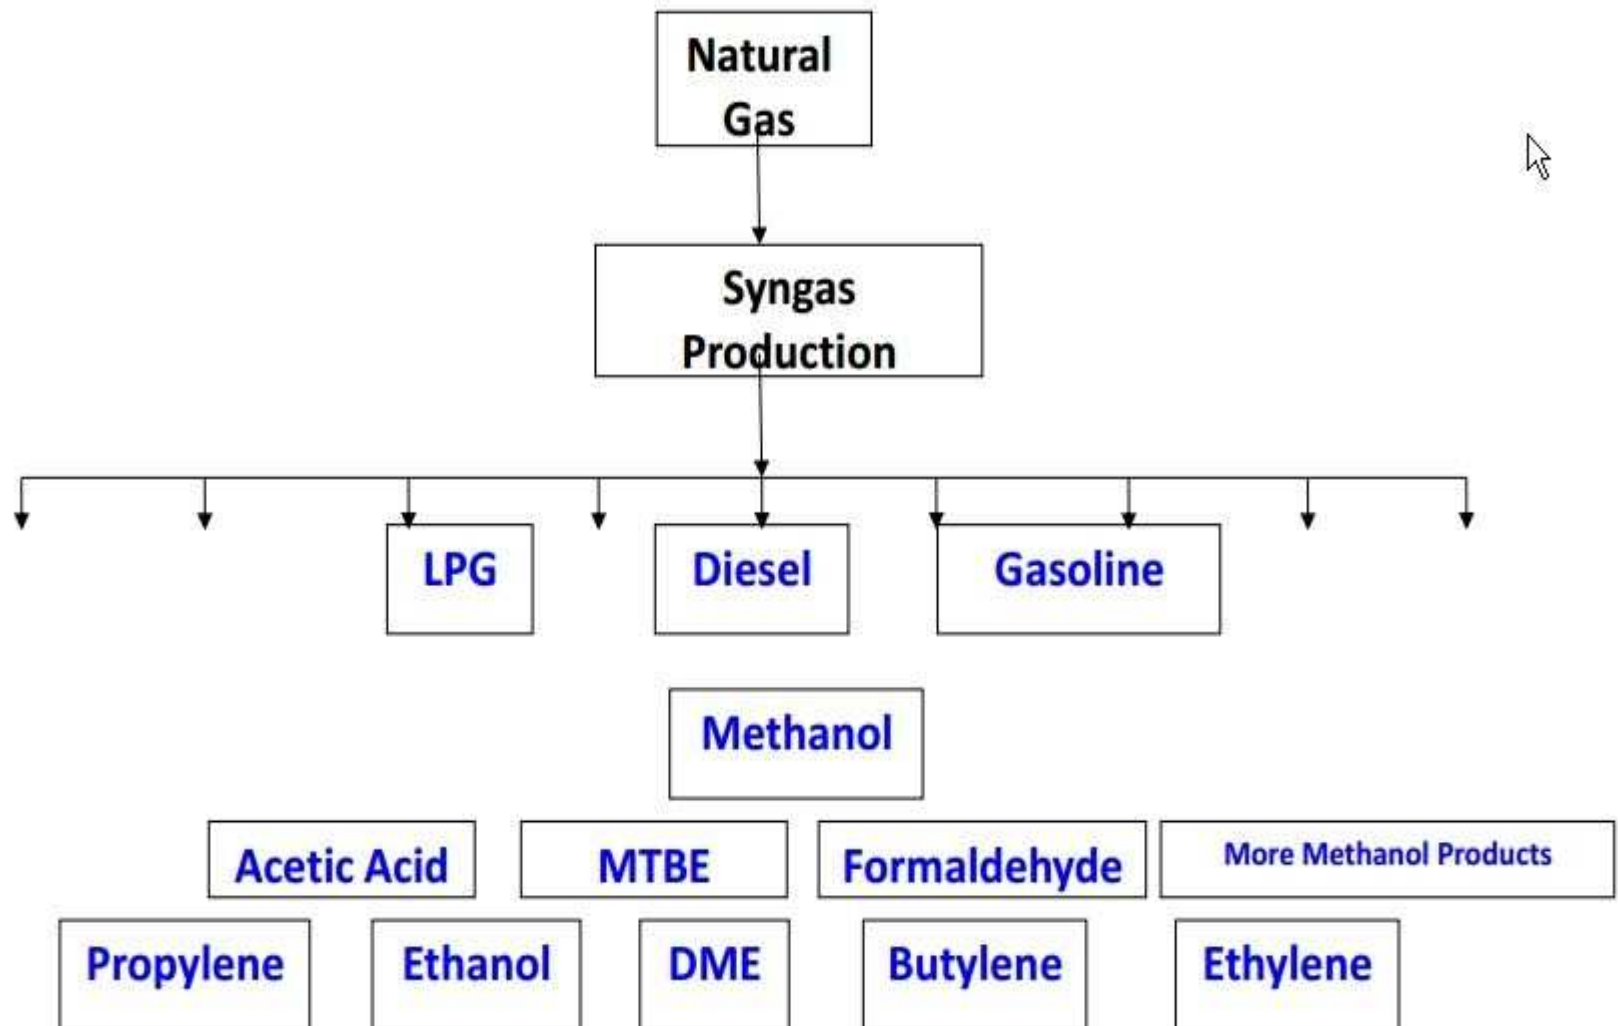 Natural
Gas
Syngas
Production
LPG
Diesel
Gasoline
Methanol
Acetic Acid
MTBE
Formaldehyde
More Methanol Products
Propylene
Ethanol
DME
Butylene
Ethylene